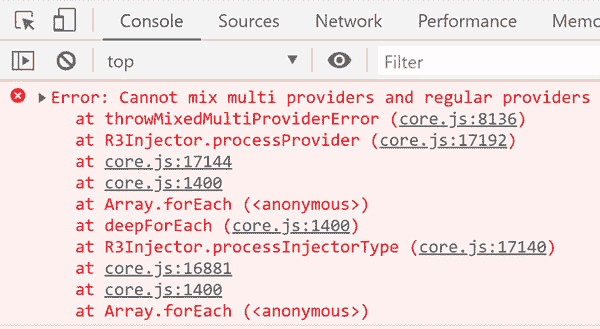 Console Sources Network Performance Memo
top Filter
Error: Cannot mix multi providers and regular providers
at throwMixedMultiProviderError (core.js:8136)
at R3Injector.processProvider (core.js:17192)
at core.js:17144
at core.js:1400
at Array.forEach (<anonymous>)
at deepForEach (core.js:1400)
at R3Injector.processInjectorType (core.js:17140)
at core.js:16881
at core.js:1400
at Array.forEach (<anonymous>)